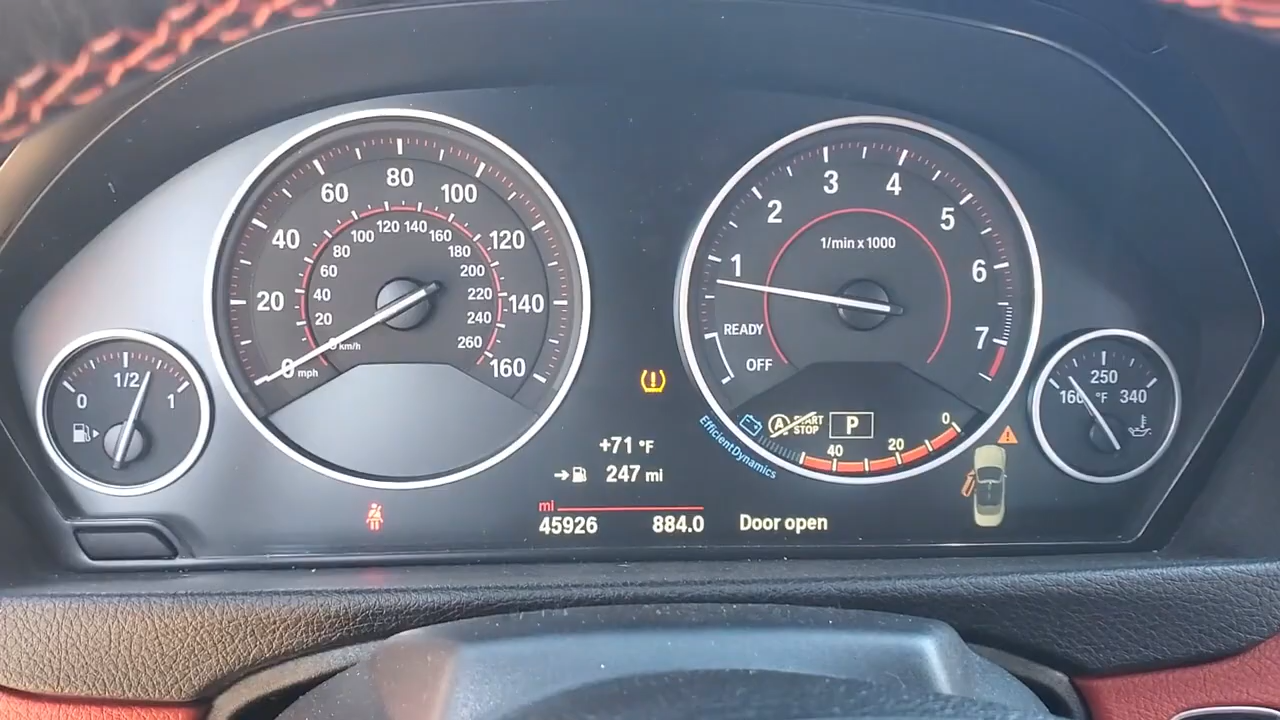 0
20
40
60
80
100
120
140
160
mph
20
40
60
80
100
120
140
160
180
200
220
240
260
km/h
0
1/2
1
+71 °F
247 mi
mi
45926 884.0
1
2
3
4
5
6
7
1/min x 1000
READY
OFF
A
STOP
P
40
20
0
EfficientDynamics
Door open
250
°F
340